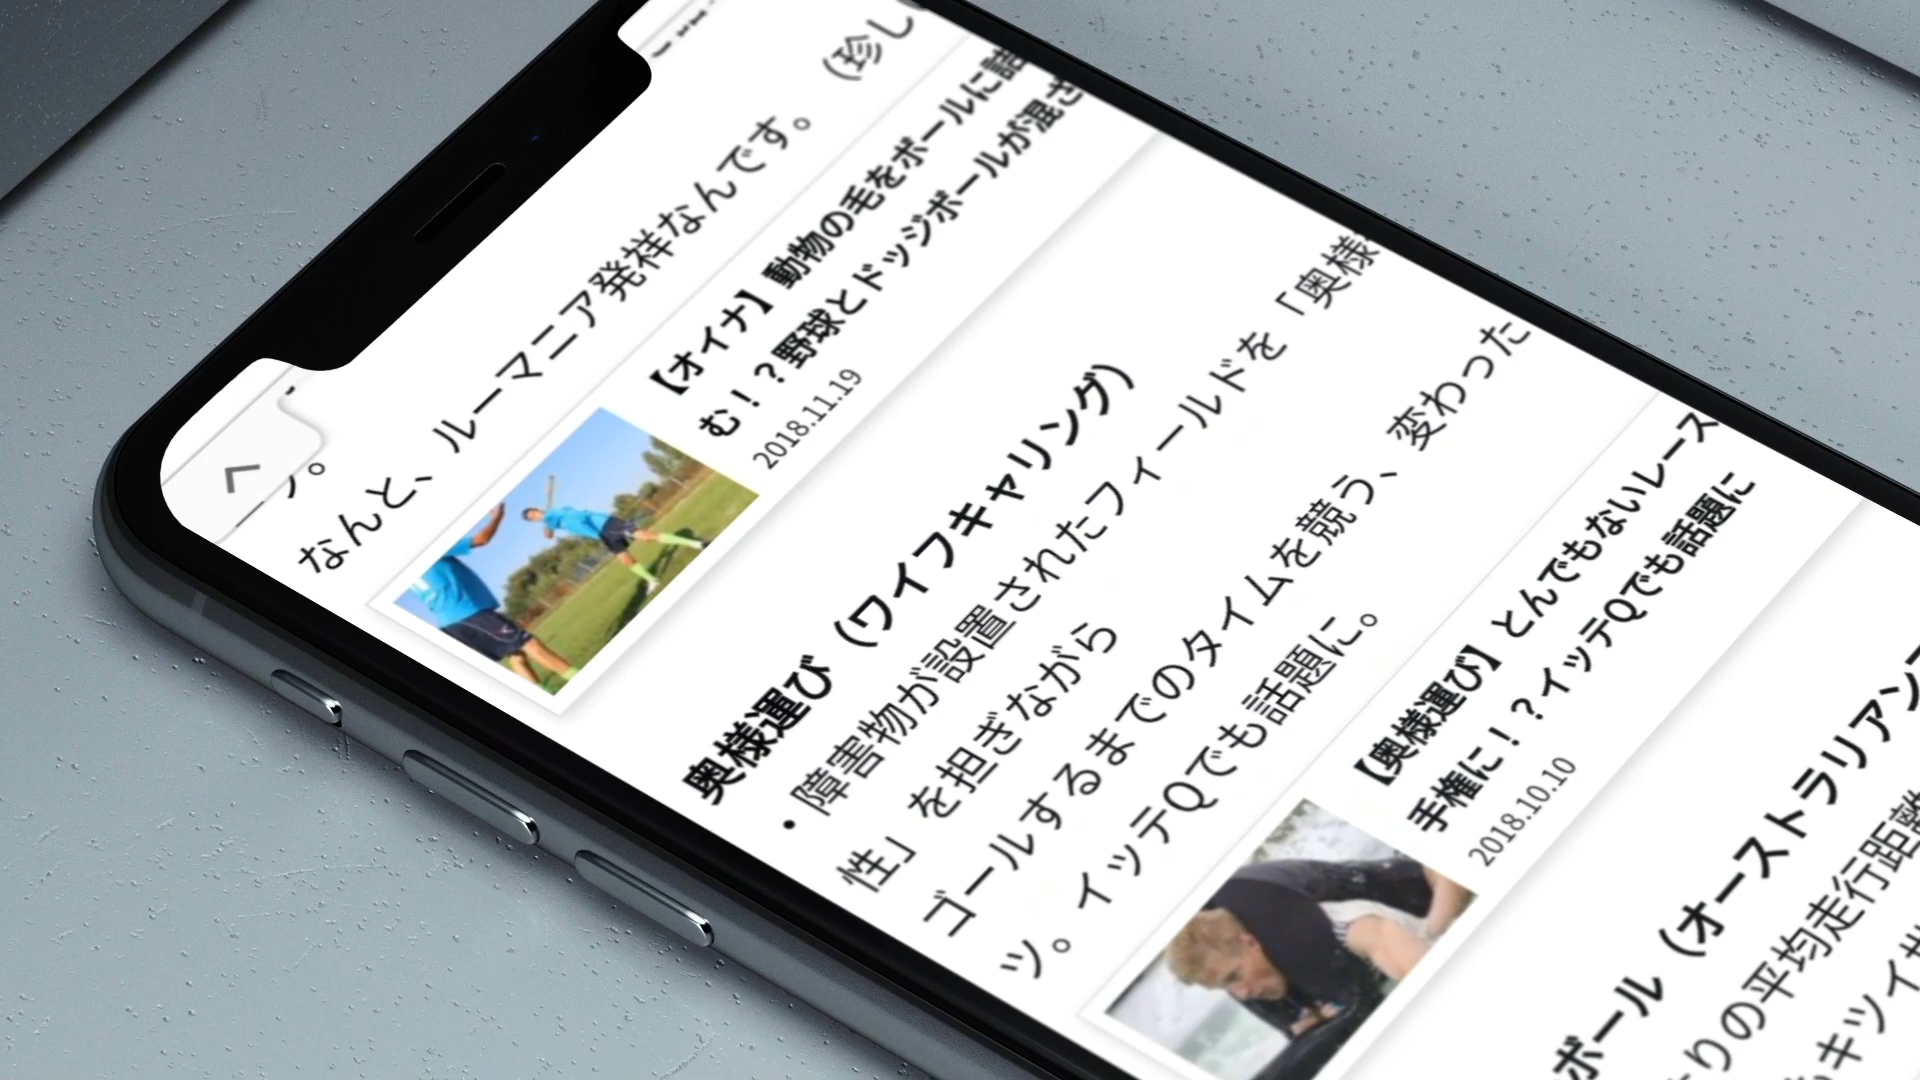 なんと、ルーマニア発祥なんです。（珍し
【オイナ】動物の毛をボールに詰
む！？野球とドッジボールが混ぜ
2018.11.19
奥様運び（ワイフキャリング）
・障害物が設置されたフィールドを「奥様
性」を担ぎながら
ゴールするまでのタイムを競う、変わった
ツ。イッテQでも話題に。
【奥様運び】とんでもないレース
手権に！？イッテQでも話題に
2018.10.10
ボール（オーストラリアン
りの平均走行距離
キツイ